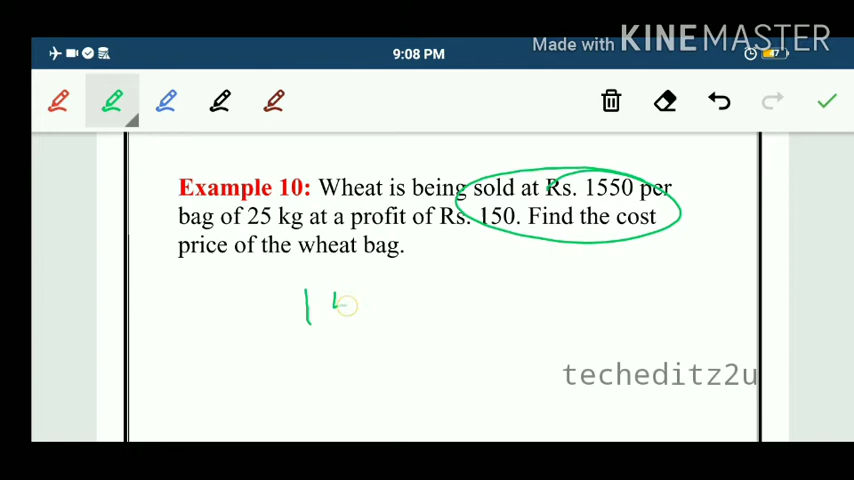 Made with KINEMASTER
9:08 PM
Example 10: Wheat is being sold at Rs. 1550 per
bag of 25 kg at a profit of Rs. 150. Find the cost
price of the wheat bag.
1
techeditz2u